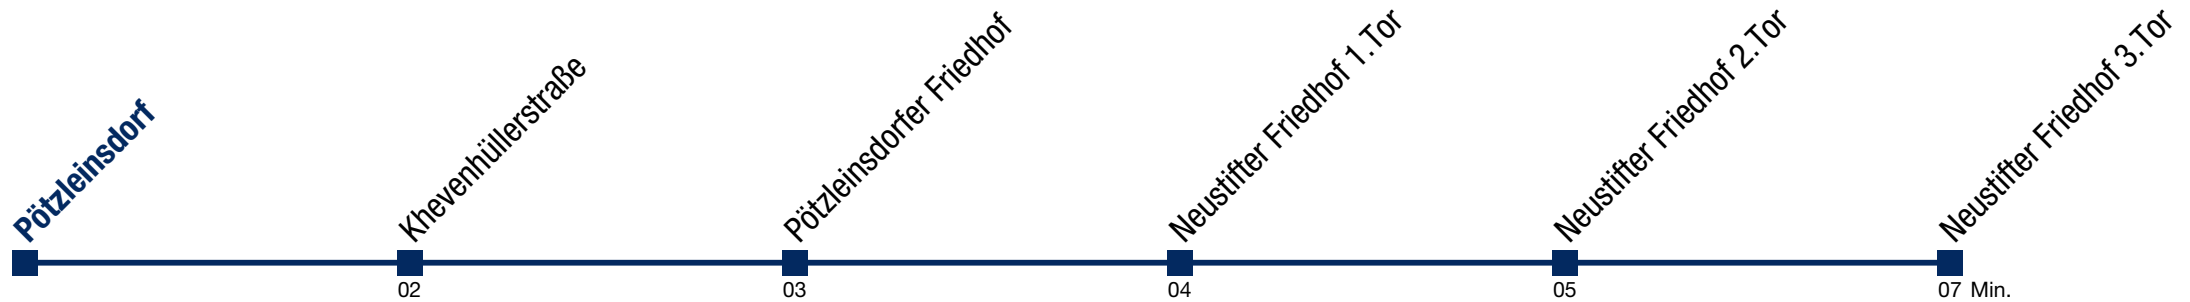 Pötzleinsdorf
Khevenhüllerstraße
Pötzleinsdorfer Friedhof
Neustifter Friedhof 1.Tor
Neustifter Friedhof 2.Tor
Neustifter Friedhof 3.Tor
02
03
04
05
07 Min.